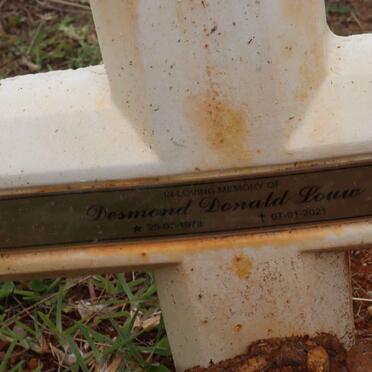 IN LOVING MEMORY OF
Desmond Donald Louw
✝ 07-01-2021